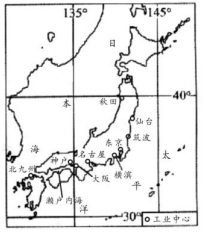 135° 145°
日
本
海
秋田
40°
仙台
筑波
东京
名古屋
神户
北九州
横滨
大阪
太
平
洋
瀬户内海
30°
工业中心